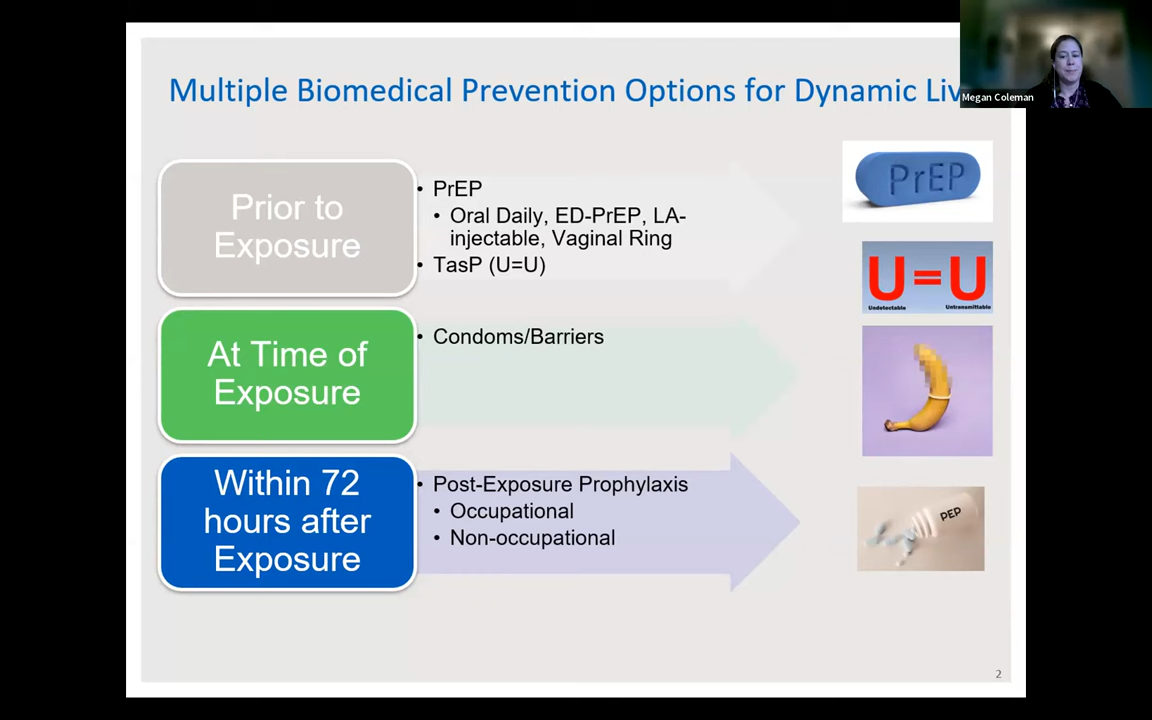 Multiple Biomedical Prevention Options for Dynamic
Megan Coleman
Prior to
Exposure
• PrEP
• Oral Daily, ED-PrEP, LA-
injectable, Vaginal Ring
• TasP (U=U)
PrEP
U=U
Undetectable Untransmittable
At Time of
Exposure
• Condoms/Barriers
Within 72
hours after
Exposure
• Post-Exposure Prophylaxis
• Occupational
• Non-occupational
PEP
2